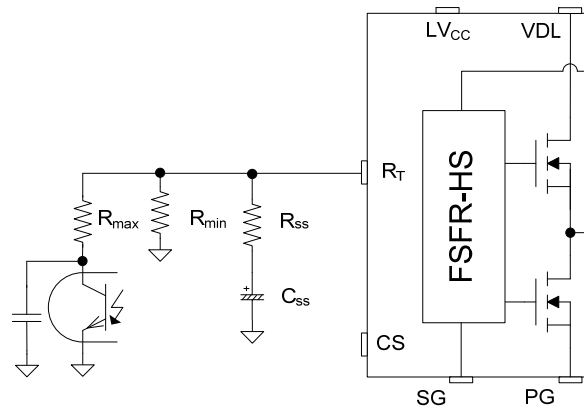 LVCC VDL
RT
FSFR-HS
Rmax Rmin Rss
+
Css
CS
SG PG